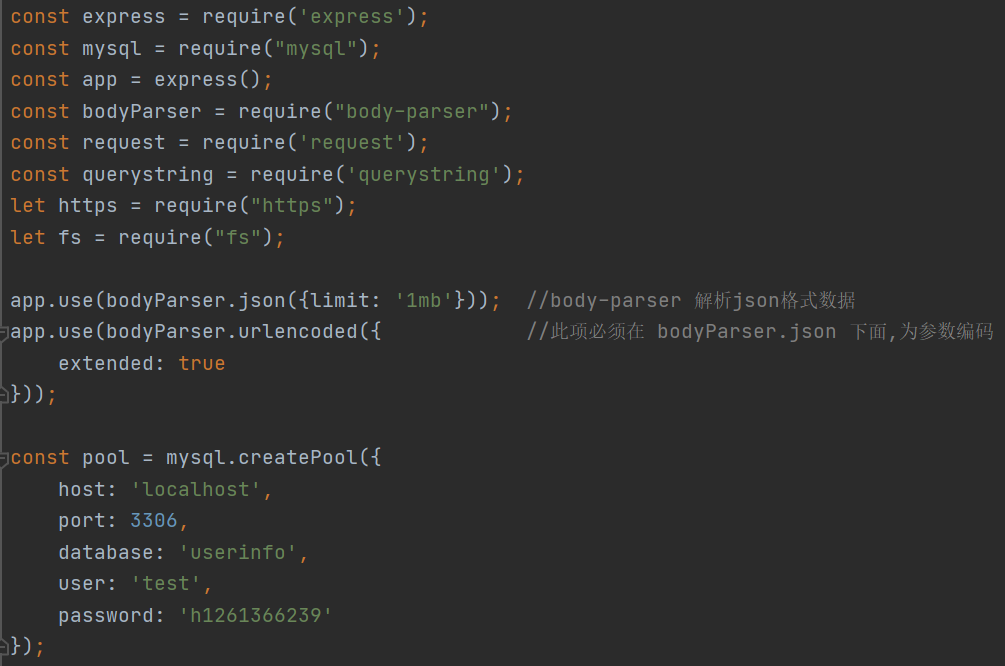 const express = require('express');
const mysql = require("mysql");
const app = express();
const bodyParser = require("body-parser");
const request = require('request');
const querystring = require('querystring');
let https = require("https");
let fs = require("fs");
app.use(bodyParser.json({limit: '1mb'}));  //body-parser 解析json格式数据
app.use(bodyParser.urlencoded({            //此项必须在 bodyParser.json 下面,为参数编码
    extended: true
}));
const pool = mysql.createPool({
    host: 'localhost',
    port: 3306,
    database: 'userinfo',
    user: 'test',
    password: 'h1261366239'
});